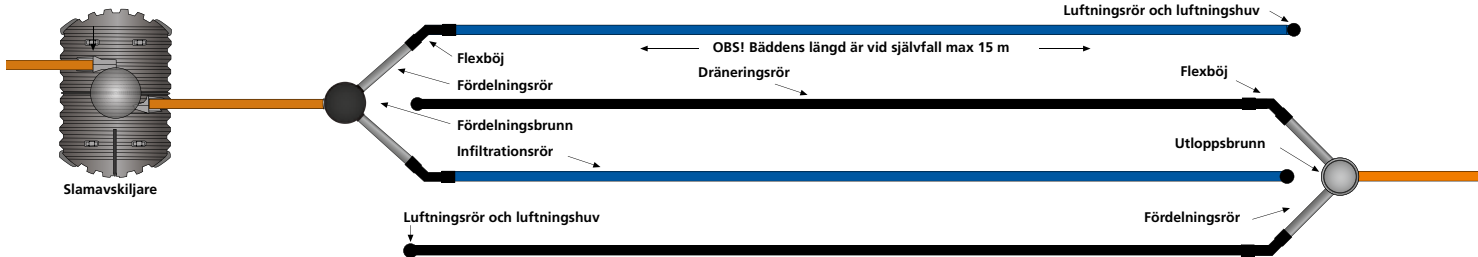 Luftningsrör och luftningshuv
OBS! Bäddens längd är vid självfall max 15 m
Flexböj
Dräneringsrör
Flexböj
Fördelningsrör
Fördelningsbrunn
Infiltrationsrör
Utloppsbrunn
Slamavskiljare
Luftningsrör och luftningshuv
Fördelningsrör